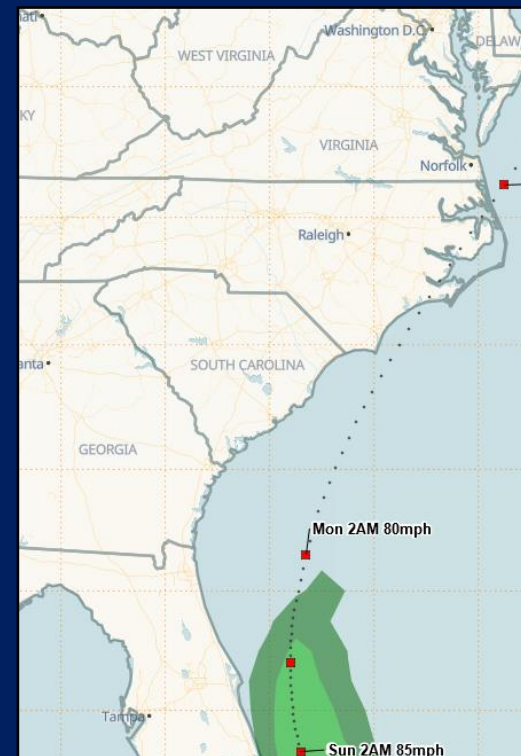 nati
Washington D.C
DELAW
WEST VIRGINIA
KY
VIRGINIA
Norfolk
Raleigh
anta
SOUTH CAROLINA
GEORGIA
Mon 2AM 80mph
Tampa
Sun 2AM 85mph